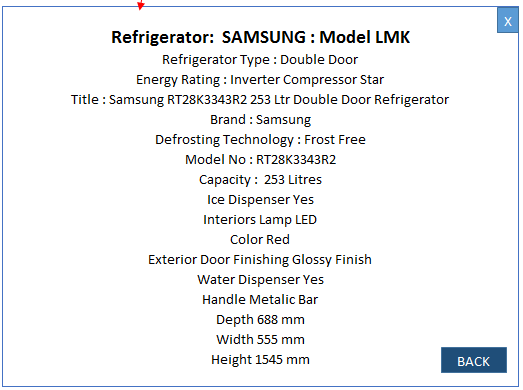 X
Refrigerator: SAMSUNG : Model LMK
Refrigerator Type : Double Door
Energy Rating : Inverter Compressor Star
Title : Samsung RT28K3343R2 253 Ltr Double Door Refrigerator
Brand : Samsung
Defrosting Technology : Frost Free
Model No : RT28K3343R2
Capacity : 253 Litres
Ice Dispenser Yes
Interiors Lamp LED
Color Red
Exterior Door Finishing Glossy Finish
Water Dispenser Yes
Handle Metalic Bar
Depth 688 mm
Width 555 mm
Height 1545 mm
BACK